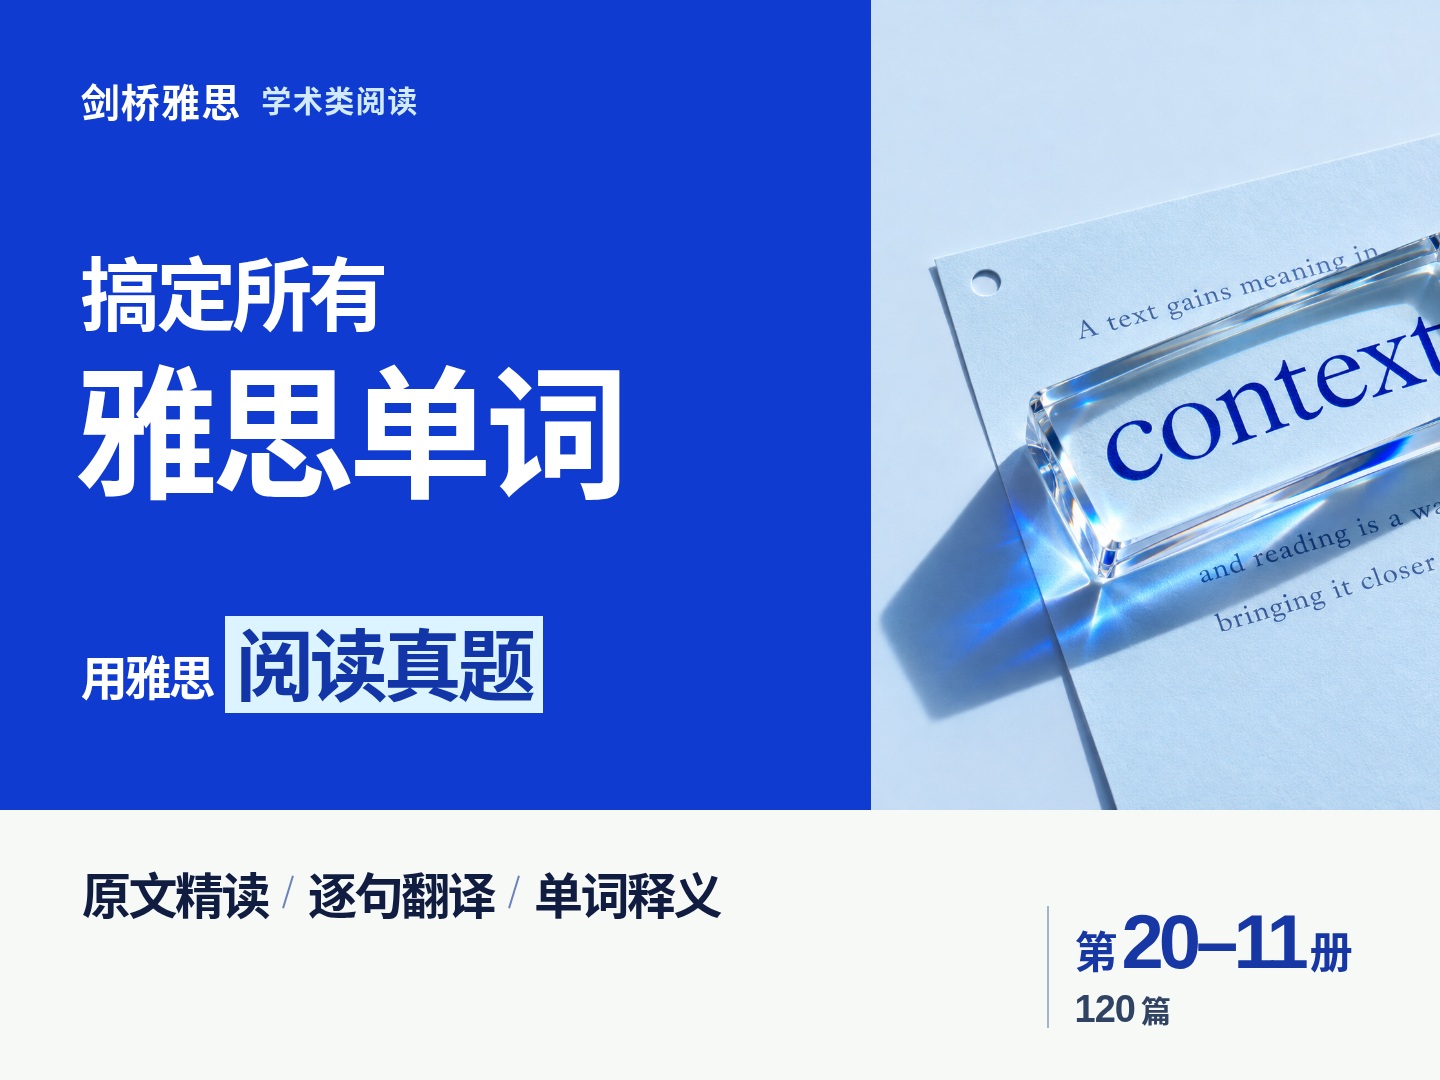 剑桥雅思 学术类阅读
搞定所有
雅思单词
用雅思 阅读真题
A text gains meaning in
context
and reading is a wa
bringing it closer
原文精读 / 逐句翻译 / 单词释义
第20–11册
120篇